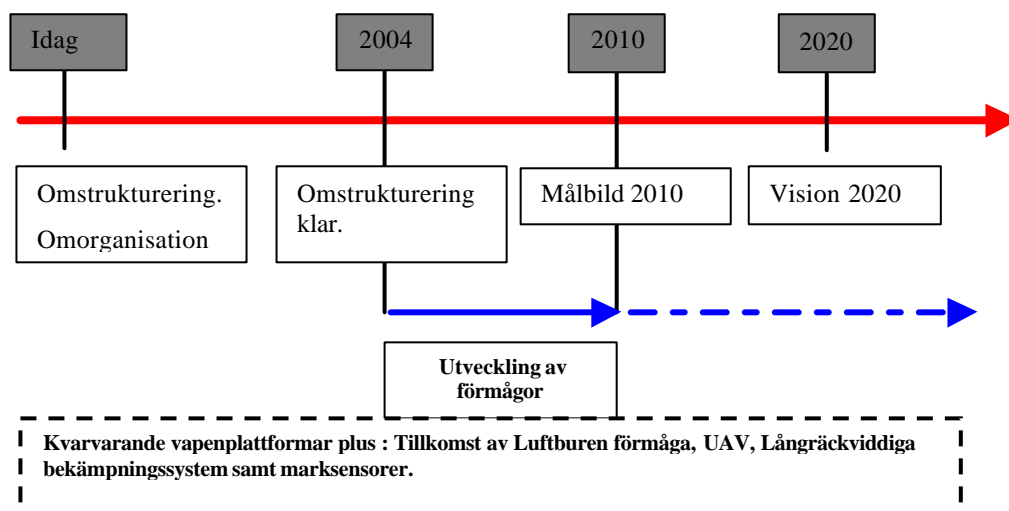 Idag
2004
2010
2020
Omstrukturering.
Omorganisation
Omstrukturering
klar.
Målbild 2010
Vision 2020
Utveckling av
förmågor
Kvarvarande vapenplattformar plus : Tillkomst av Luftburen förmåga, UAV, Långräckviddiga
bekämpningssystem samt marksensorer.